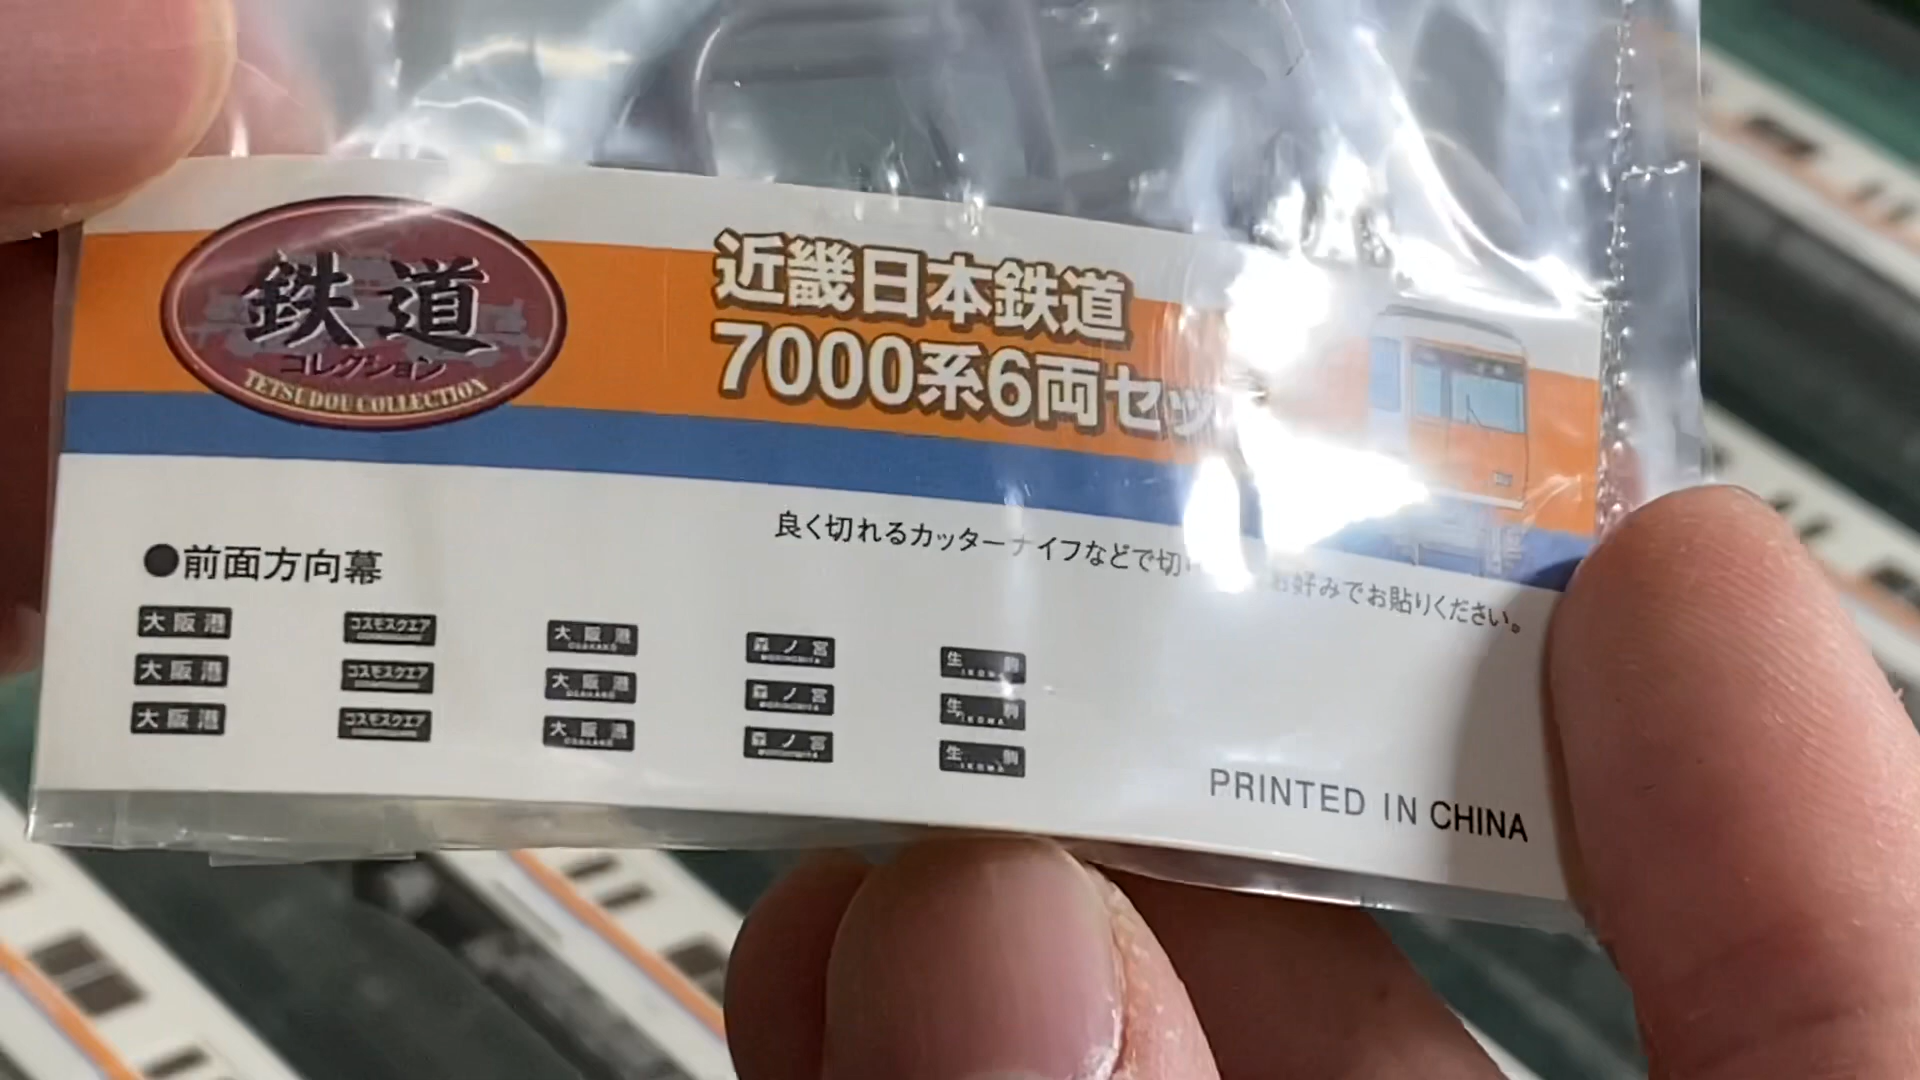 鉄道
コレクション
TETSUDOU COLLECTION
近畿日本鉄道
7000系6両セッ
良く切れるカッターナイフなどで切 お好みでお貼りください。
●前面方向幕
大阪港 コスモスクエア 大阪港 OSAKAKO 森ノ宮 生駒 IKOMA
大阪港 コスモスクエア 大阪港 OSAKAKO 森ノ宮 生駒 IKOMA
大阪港 コスモスクエア 大阪港 OSAKAKO 森ノ宮 生駒 IKOMA
PRINTED IN CHINA